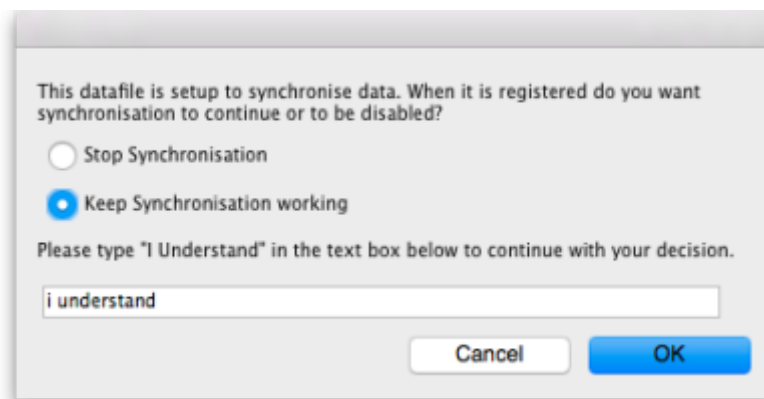 This datafile is setup to synchronise data. When it is registered do you want
synchronisation to continue or to be disabled?
Stop Synchronisation
Keep Synchronisation working
Please type "I Understand" in the text box below to continue with your decision.
i understand
Cancel
OK